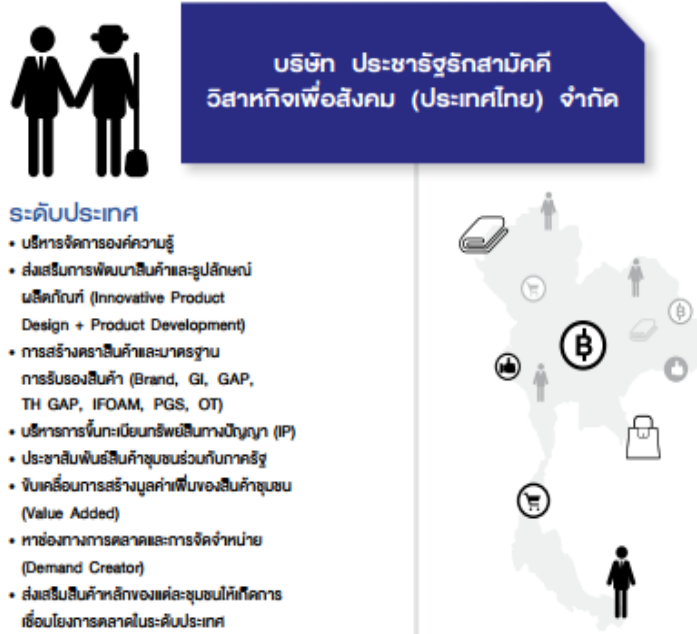 บริษัท ประชารัฐรักสามัคคี
วิสาหกิจเพื่อสังคม (ประเทศไทย) จำกัด
ระดับประเทศ
• บริหารจัดการองค์ความรู้
• ส่งเสริมการพัฒนาสินค้าและรูปลักษณ์
ผลิตภัณฑ์ (Innovative Product
Design + Product Development)
• การสร้างตราสินค้าและมาตรฐาน
การรับรองสินค้า (Brand, GI, GAP,
TH GAP, IFOAM, PGS, OT)
• บริหารการขึ้นทะเบียนทรัพย์สินทางปัญญา (IP)
• ประชาสัมพันธ์สินค้าชุมชนร่วมกับภาครัฐ
• ขับเคลื่อนการสร้างมูลค่าเพิ่มของสินค้าชุมชน
(Value Added)
• หาช่องทางการตลาดและการจัดจำหน่าย
(Demand Creator)
• ส่งเสริมสินค้าหลักของแต่ละชุมชนให้เกิดการ
เชื่อมโยงการตลาดในระดับประเทศ